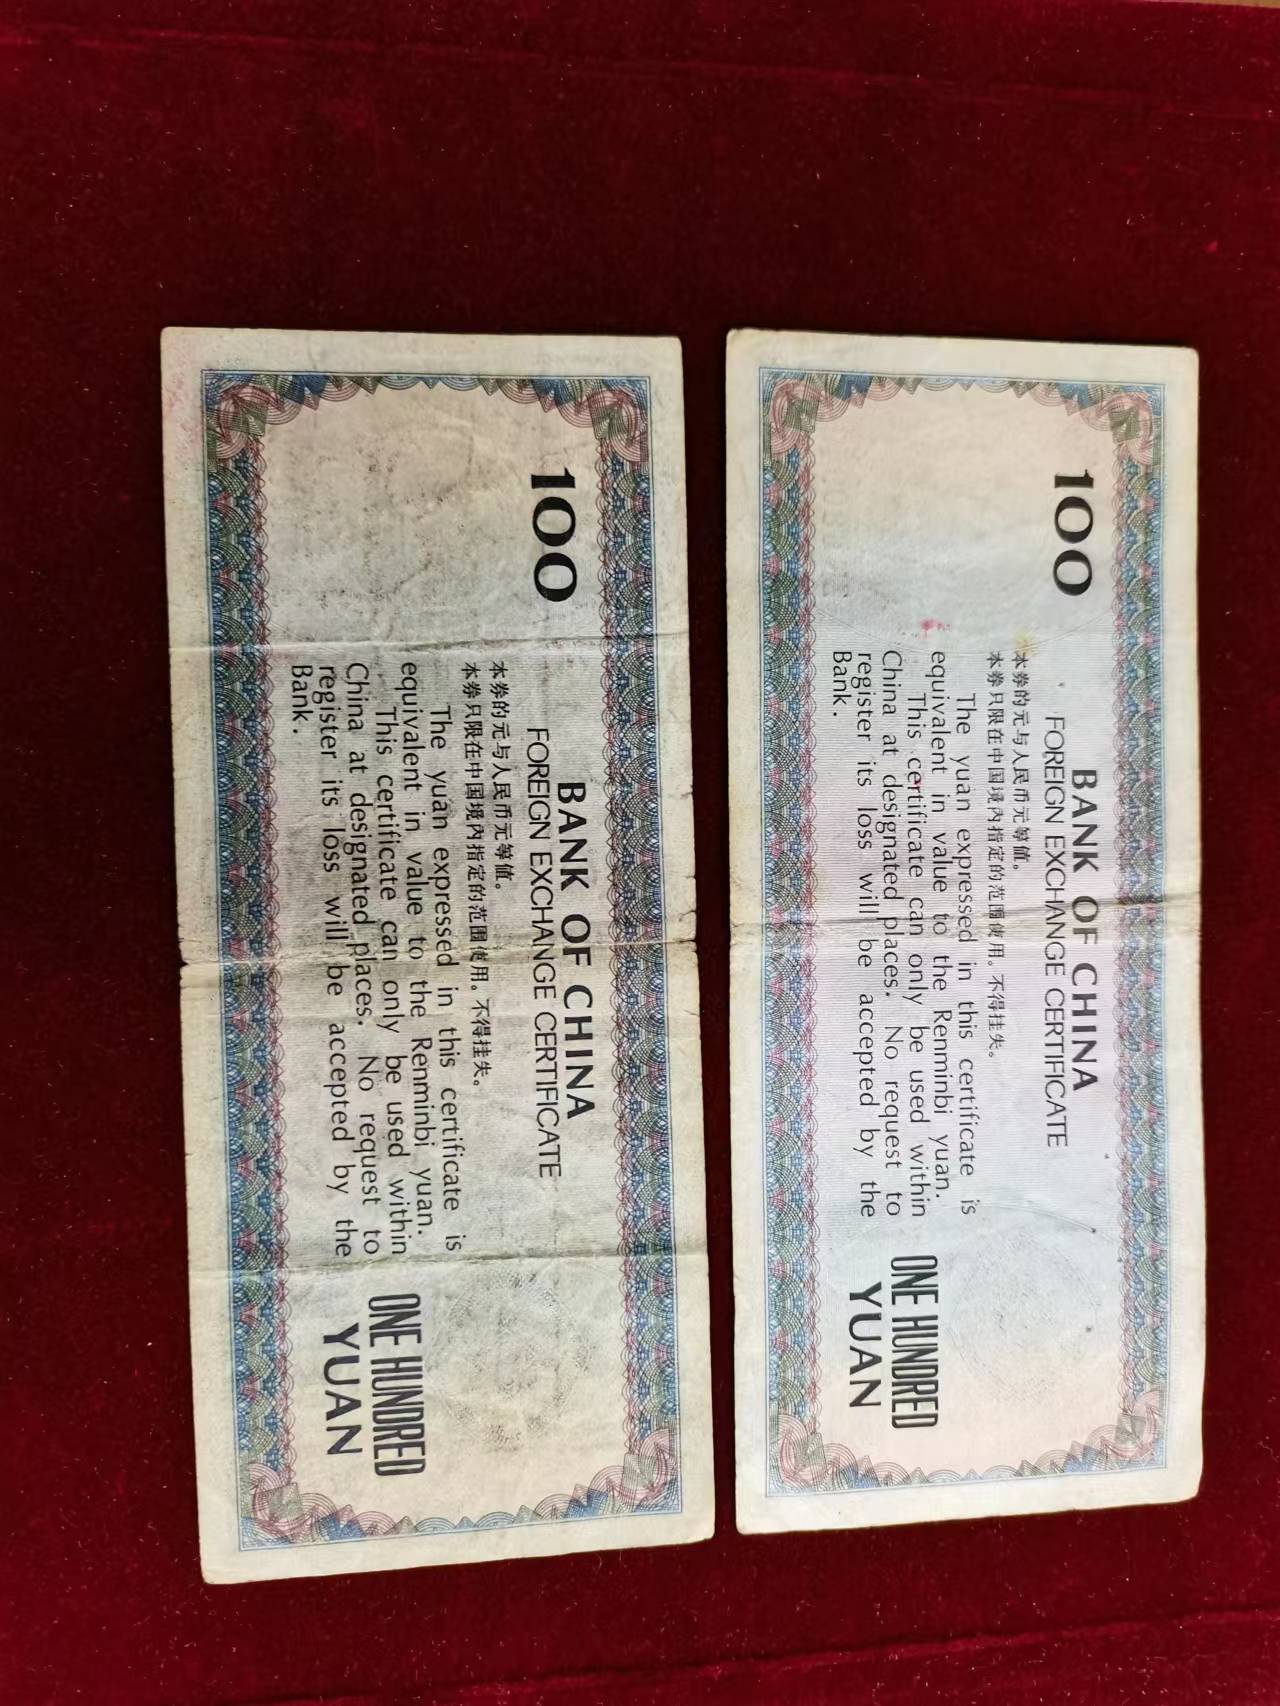 100
BANK OF CHINA
FOREIGN EXCHANGE CERTIFICATE
本券的元与人民币元等值。
本券只限在中国境内指定的范围使用。不得挂失。
The yuan expressed in this certificate is
equivalent in value to the Renminbi yuan.
This certificate can only be used within
China at designated places. No request to
register its loss will be accepted by the
Bank.
ONE HUNDRED
YUAN
100
BANK OF CHINA
FOREIGN EXCHANGE CERTIFICATE
本券的元与人民币元等值。
本券只限在中国境内指定的范围使用。不得挂失。
The yuan expressed in this certificate is
equivalent in value to the Renminbi yuan.
This certificate can only be used within
China at designated places. No request to
register its loss will be accepted by the
Bank.
ONE HUNDRED
YUAN